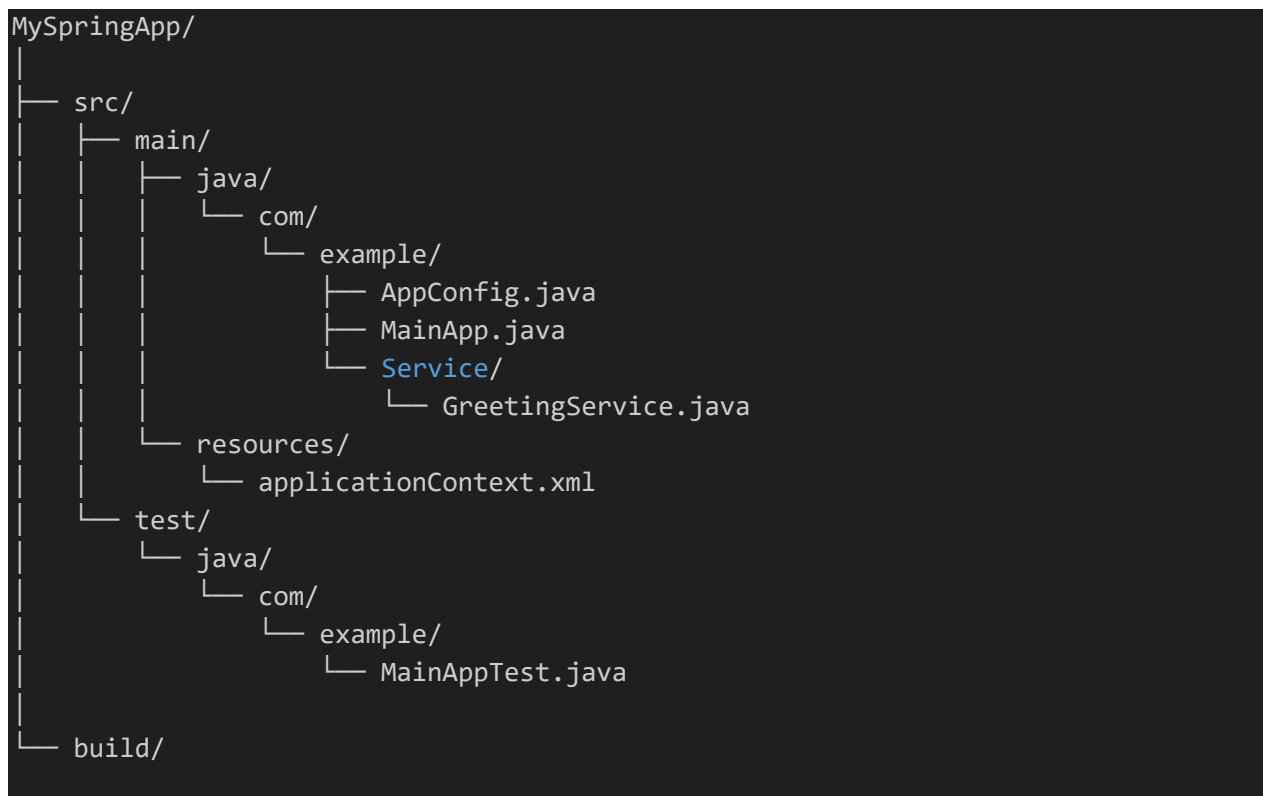 MySpringApp/
│
├── src/
│   ├── main/
│   │   ├── java/
│   │   │   └── com/
│   │   │       └── example/
│   │   │           ├── AppConfig.java
│   │   │           ├── MainApp.java
│   │   │           └── Service/
│   │   │               └── GreetingService.java
│   │   └── resources/
│   │       └── applicationContext.xml
│   └── test/
│       └── java/
│           └── com/
│               └── example/
│                   └── MainAppTest.java
│
└── build/